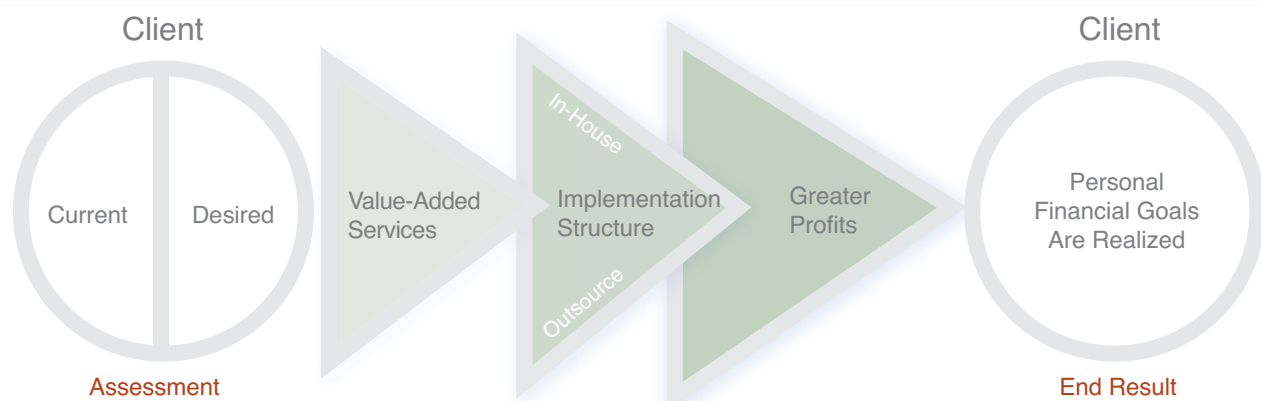 Client
Current
Desired
Assessment
Value-Added
Services
In-House
Implementation
Structure
Outsource
Greater
Profits
Client
Personal
Financial Goals
Are Realized
End Result